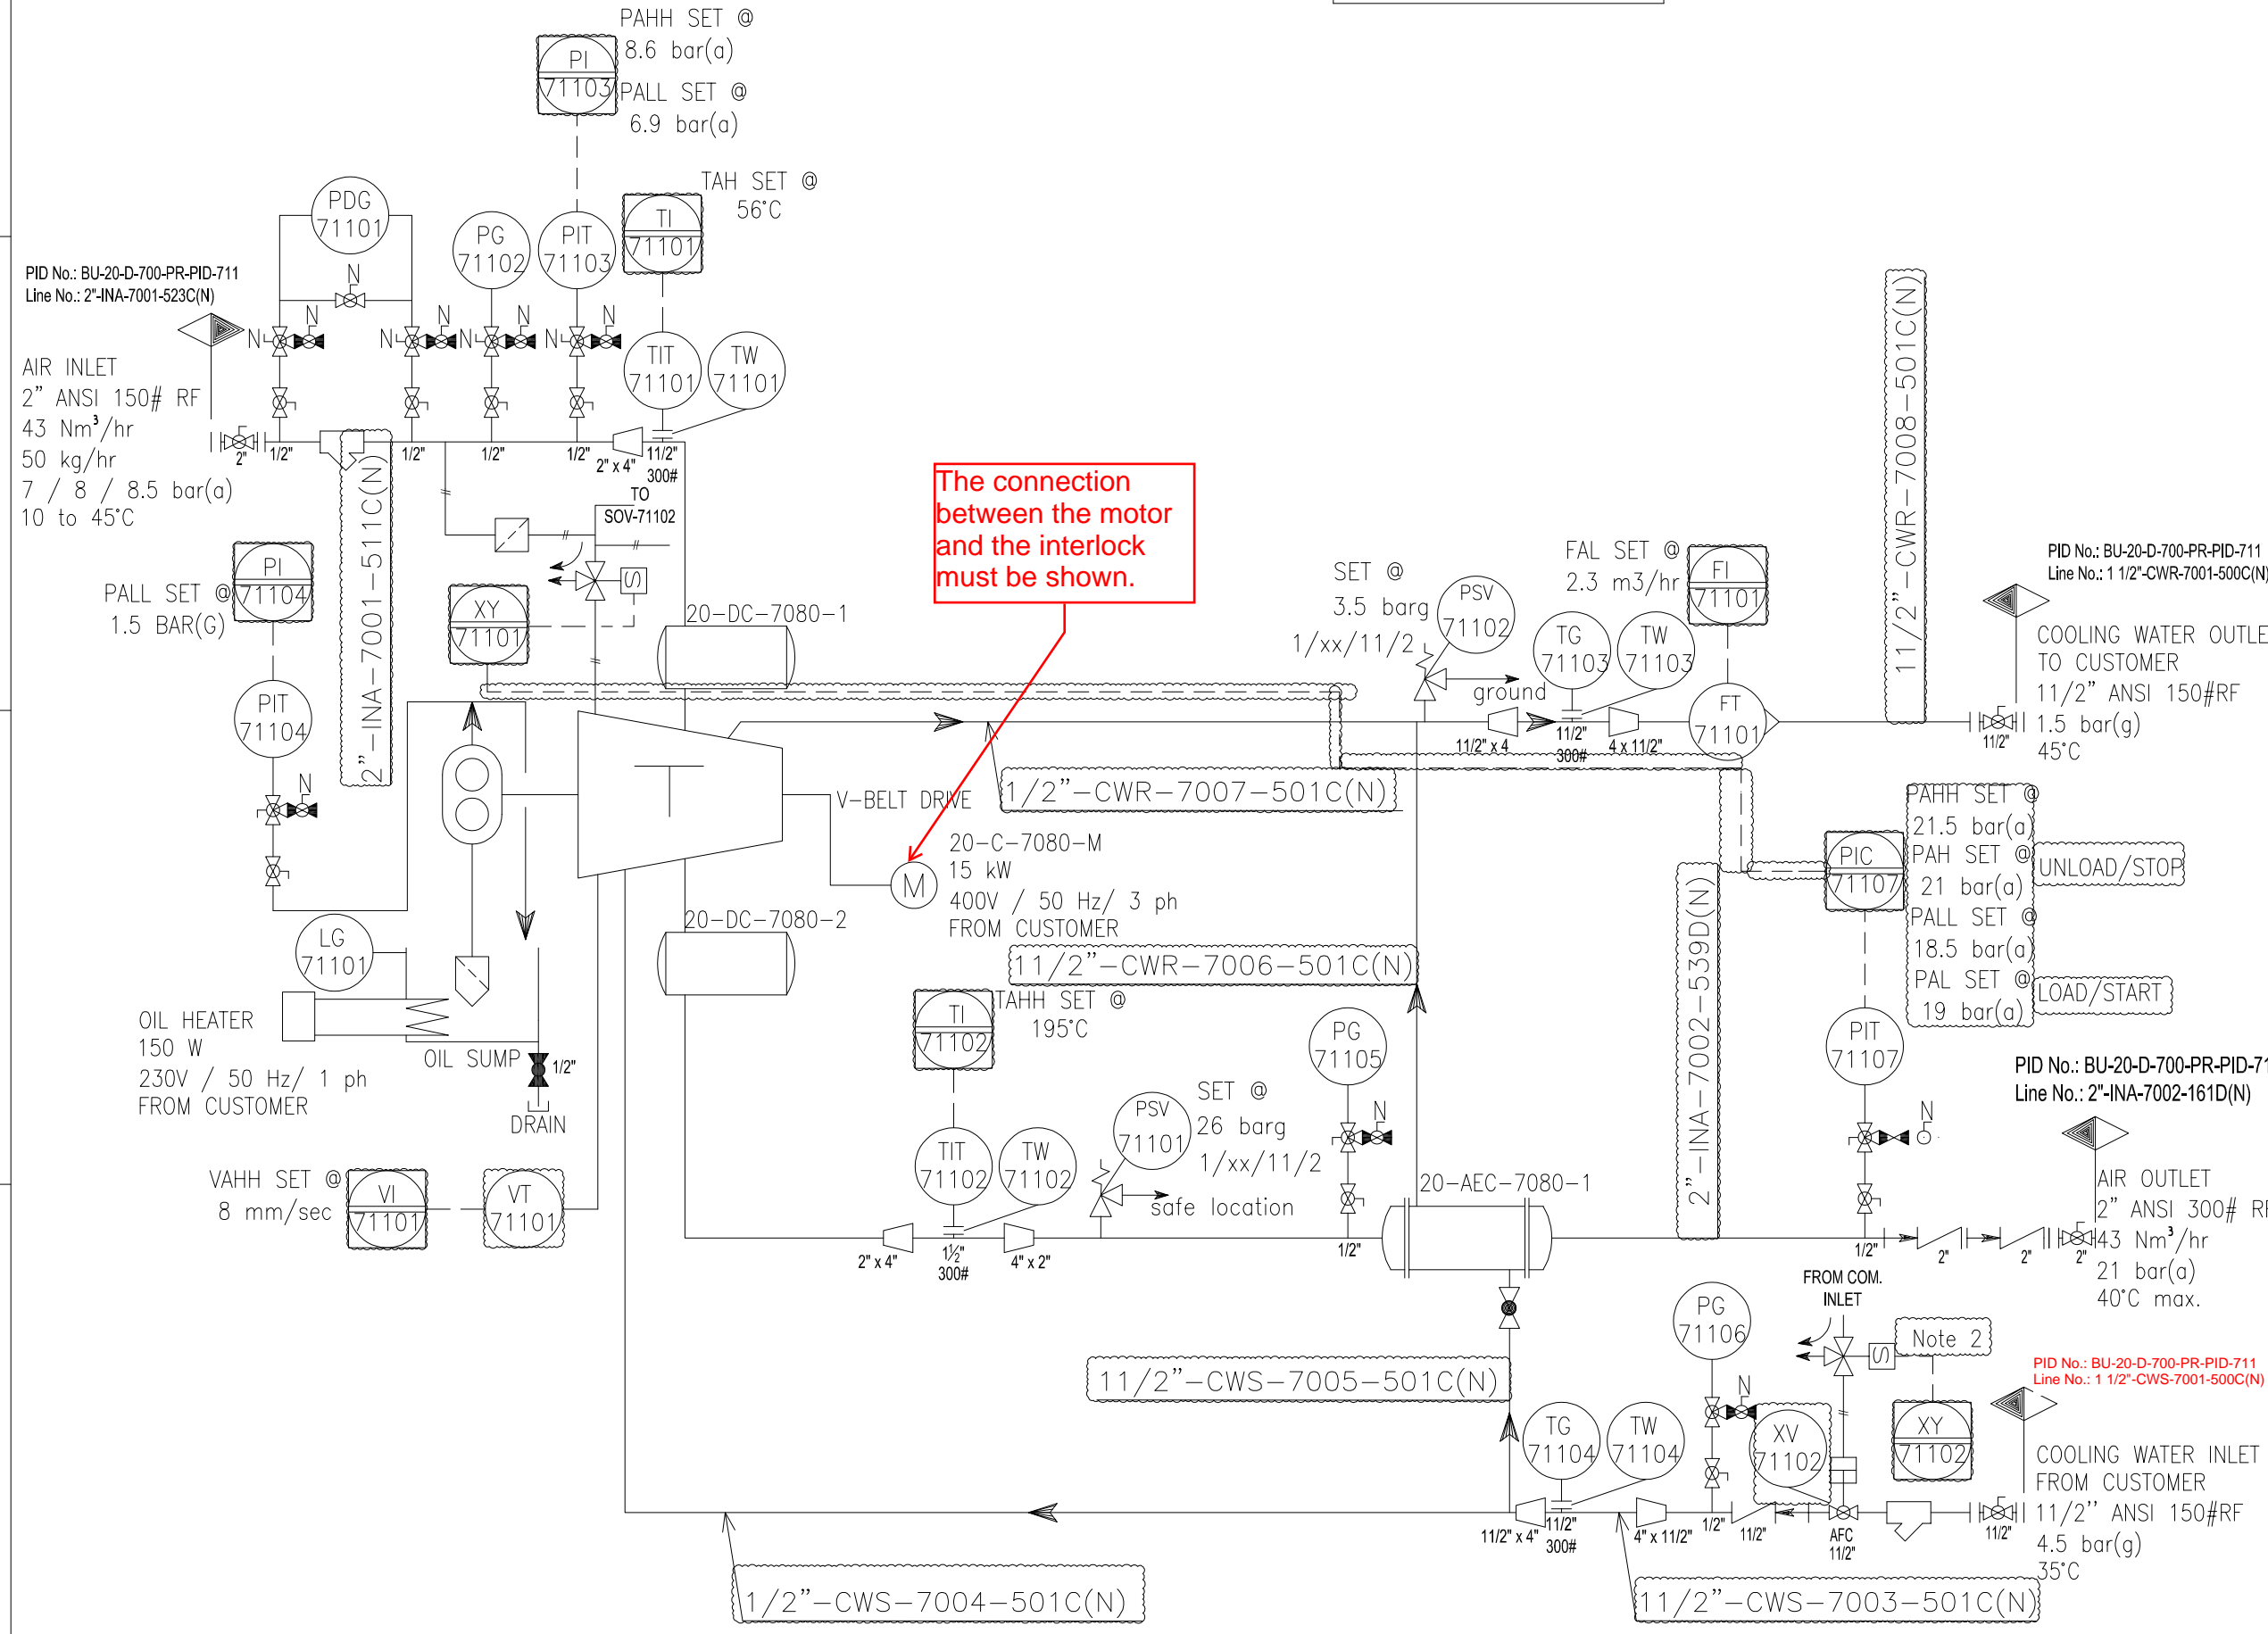 PAHH SET @
8.6 bar(a)
PI
71103
PALL SET @
6.9 bar(a)
TAH SET @
56°C
PDG
71101
PG
71102
PIT
71103
TI
71101
PID No.: BU-20-D-700-PR-PID-711
Line No.: 2"-INA-7001-523C(N)
N
N
N
N
N
N
N
N
N
TIT
71101
TW
71101
AIR INLET
2" ANSI 150# RF
43 Nm³/hr
50 kg/hr
7 / 8 / 8.5 bar(a)
10 to 45°C
2"
1/2"
1/2"
1/2"
1/2"
2" x 4"
11/2"
300#
2"-INA-7001-511C(N)
TO
SOV-71102
S
The connection
between the motor
and the interlock
must be shown.
PI
71104
PALL SET @
1.5 BAR(G)
XY
71101
20-DC-7080-1
PIT
71104
N
V-BELT DRIVE
20-C-7080-M
15 kW
400V / 50 Hz/ 3 ph
FROM CUSTOMER
M
20-DC-7080-2
LG
71101
OIL HEATER
150 W
230V / 50 Hz/ 1 ph
FROM CUSTOMER
OIL SUMP
1/2"
DRAIN
VAHH SET @
8 mm/sec
VI
71101
VT
71101
SET @
3.5 barg
1/xx/11/2
PSV
71102
ground
TG
71103
TW
71103
FAL SET @
2.3 m3/hr
FI
71101
FT
71101
11/2" x 4
11/2"
300#
4 x 11/2"
11/2"-CWR-7008-501C(N)
PID No.: BU-20-D-700-PR-PID-711
Line No.: 1 1/2"-CWR-7001-500C(N)
COOLING WATER OUTLE
TO CUSTOMER
11/2" ANSI 150#RF
1.5 bar(g)
45°C
11/2"
1/2"-CWR-7007-501C(N)
11/2"-CWR-7006-501C(N)
2"-INA-7002-539D(N)
PIC
71107
PAHH SET @
21.5 bar(a)
PAH SET @
21 bar(a)
UNLOAD/STOP
PALL SET @
18.5 bar(a)
PAL SET @
19 bar(a)
LOAD/START
TI
71102
TAHH SET @
195°C
TIT
71102
TW
71102
PSV
71101
SET @
26 barg
1/xx/11/2
safe location
PG
71105
N
20-AEC-7080-1
PIT
71107
N
2" x 4"
1½"
300#
4" x 2"
1/2"
1/2"
2"
2"
2"
PID No.: BU-20-D-700-PR-PID-71
Line No.: 2"-INA-7002-161D(N)
AIR OUTLET
2" ANSI 300# RF
43 Nm³/hr
21 bar(a)
40°C max.
FROM COM.
INLET
S
Note 2
PG
71106
N
11/2"-CWS-7005-501C(N)
PID No.: BU-20-D-700-PR-PID-711
Line No.: 1 1/2"-CWS-7001-500C(N)
TG
71104
TW
71104
XV
71102
XY
71102
COOLING WATER INLET
FROM CUSTOMER
11/2'' ANSI 150#RF
4.5 bar(g)
35°C
11/2" x 4"
11/2"
300#
4" x 11/2"
1/2"
11/2"
AFC
11/2"
11/2"
1/2"-CWS-7004-501C(N)
11/2"-CWS-7003-501C(N)